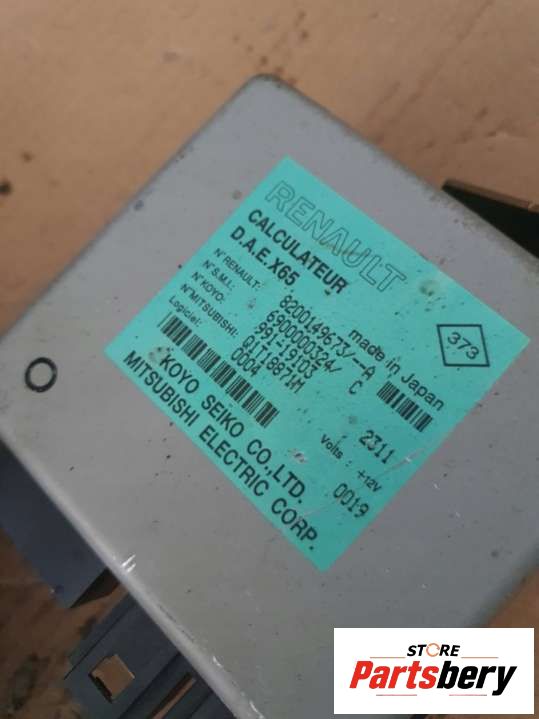 RENAULT
CALCULATEUR
D.A.E. X65
made in Japan
N° RENAULT: 8200149673/--A
N° S.M.I.: 6900000324/ C
N° KOYO: 991-19703
N° MITSUBISHI: Q1T18871M
Logiciel: 0004
2311
Volts : +12V
0019
KOYO SEIKO CO.,LTD.
MITSUBISHI ELECTRIC CORP.
373
STORE
Partsbery